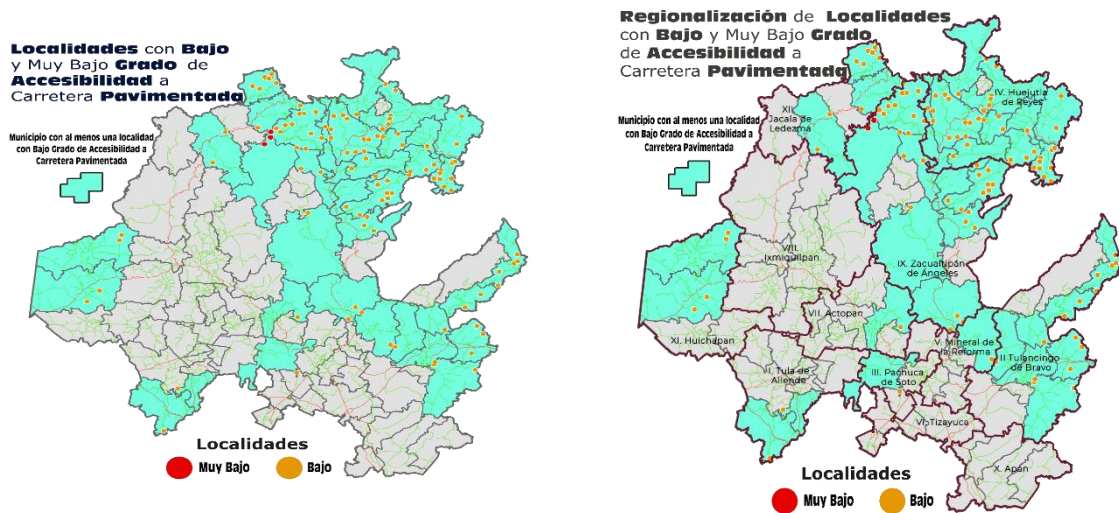 Localidades con Bajo
y Muy Bajo Grado de
Accesibilidad a
Carretera Pavimentada
Municipio con al menos una localidad
con Bajo Grado de Accesibilidad a
Carretera Pavimentada
Localidades
Muy Bajo
Bajo
Regionalización de Localidades
con Bajo y Muy Bajo Grado
de Accesibilidad a
Carretera Pavimentada
Municipio con al menos una localidad
con Bajo Grado de Accesibilidad a
Carretera Pavimentada
XII.
Jacala de
Ledezma
IV. Huejutla
de Reyes
VIII.
Ixmiquilpan
IX. Zacualtipán
de Ángeles
VII. Actopan
XI. Huichapan
V. Mineral de
la Reforma
II Tulancingo
de Bravo
I. Tula de
Allende
III. Pachuca
de Soto
VI. Tizayuca
X. Apan
Localidades
Muy Bajo
Bajo